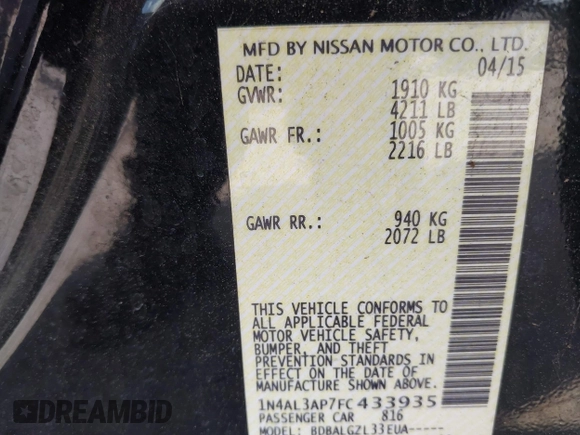 MFD BY NISSAN MOTOR CO., LTD.
DATE: 04/15
GVWR: 1910 KG
4211 LB
GAWR FR.: 1005 KG
2216 LB
GAWR RR.: 940 KG
2072 LB
THIS VEHICLE CONFORMS TO
ALL APPLICABLE FEDERAL
MOTOR VEHICLE SAFETY,
BUMPER, AND THEFT
PREVENTION STANDARDS IN
EFFECT ON THE DATE OF
MANUFACTURE SHOWN ABOVE.
1N4AL3AP7FC433935
PASSENGER CAR 816
MODEL: BDBALGZL33EUA-----
DREAMBID